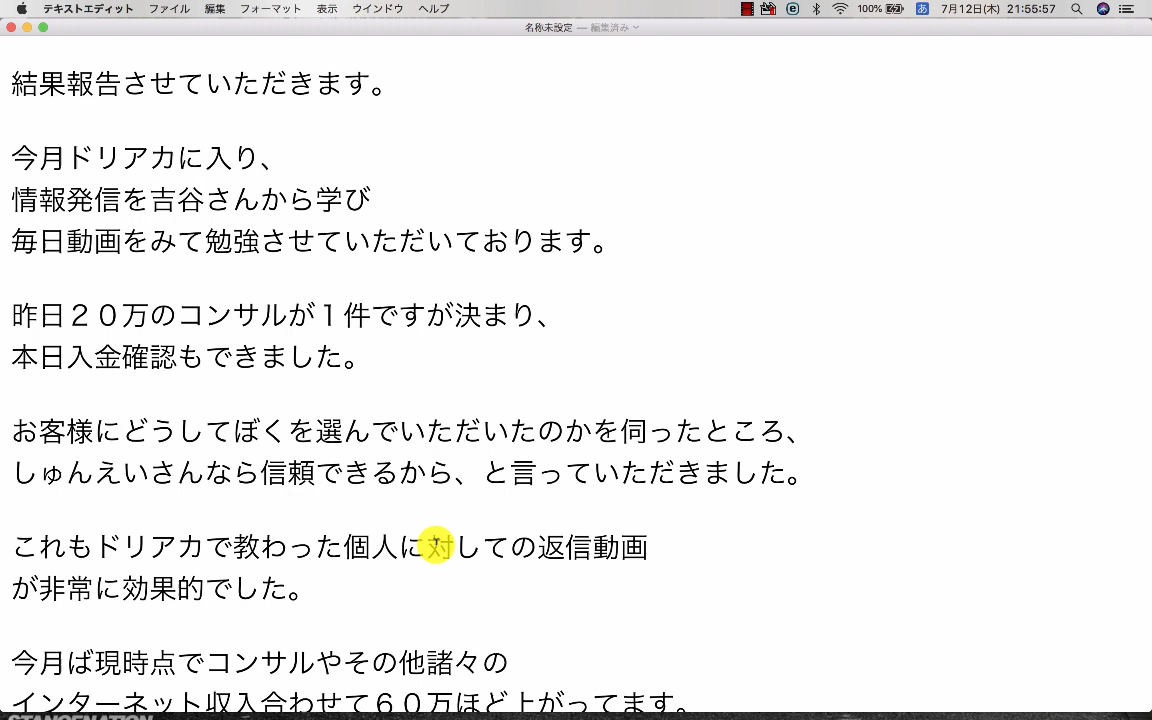 テキストエディット ファイル 編集 フォーマット 表示 ウインドウ ヘルプ 100% あ 7月12日(木) 21:55:57
名称未設定 — 編集済み
結果報告させていただきます。
今月ドリアカに入り、
情報発信を吉谷さんから学び
毎日動画をみて勉強させていただいております。
昨日２０万のコンサルが１件ですが決まり、
本日入金確認もできました。
お客様にどうしてぼくを選んでいただいたのかを伺ったところ、
しゅんえいさんなら信頼できるから、と言っていただきました。
これもドリアカで教わった個人に対しての返信動画
が非常に効果的でした。
今月ば現時点でコンサルやその他諸々の
インターネット収入合わせて６０万ほど上がってます。
STANCENATION